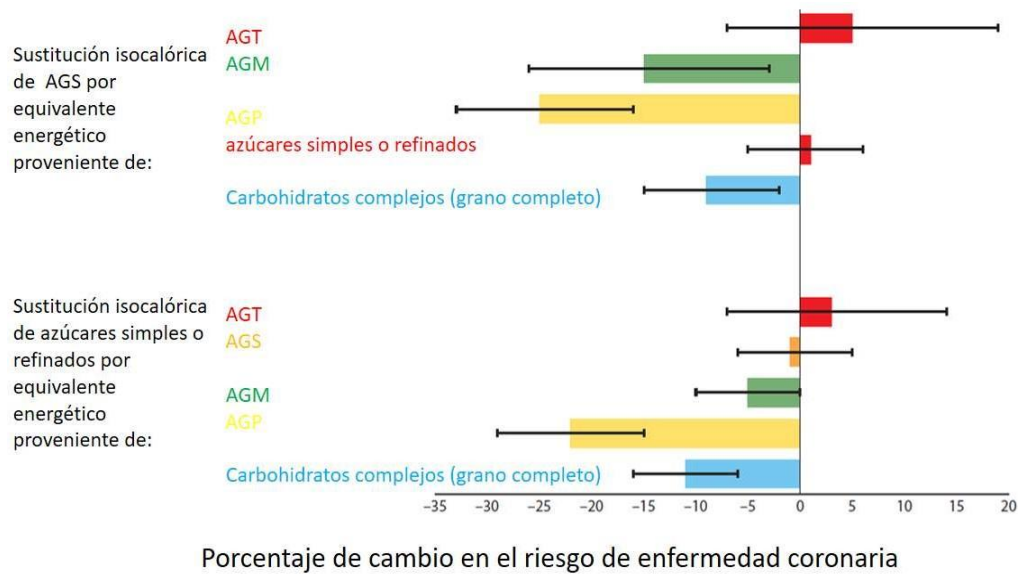 Sustitución isocalórica
de AGS por
equivalente
energético
proveniente de:
AGT
AGM
AGP
azúcares simples o refinados
Carbohidratos complejos (grano completo)
Sustitución isocalórica
de azúcares simples o
refinados por
equivalente
energético
proveniente de:
AGT
AGS
AGM
AGP
Carbohidratos complejos (grano completo)
−35 −30 −25 −20 −15 −10 −5 0 5 10 15 20
Porcentaje de cambio en el riesgo de enfermedad coronaria